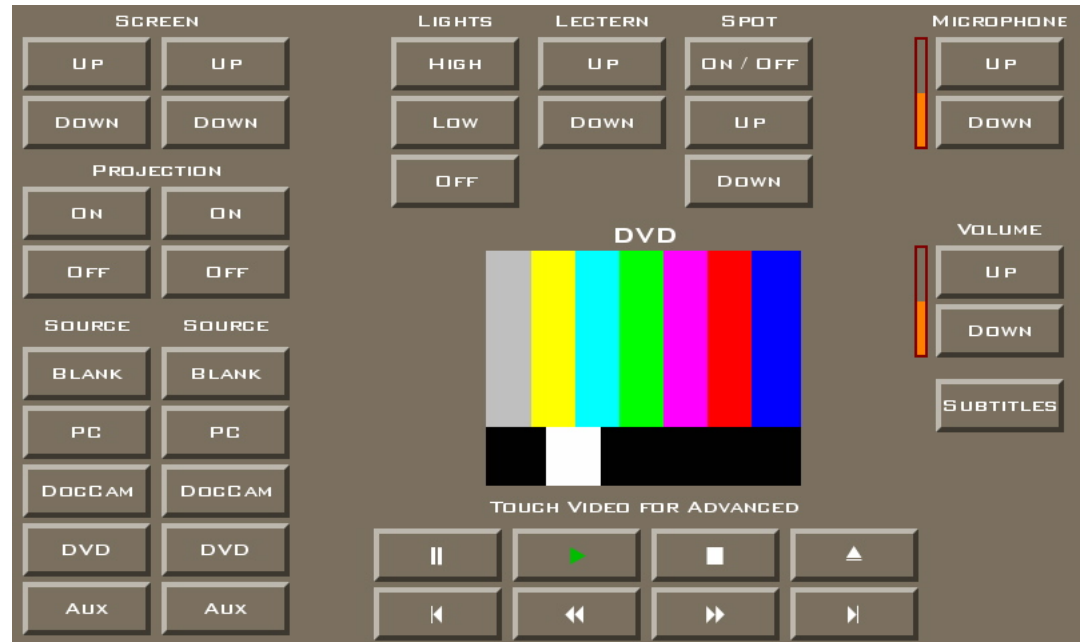 SCREEN
UP UP
DOWN DOWN
PROJECTION
ON ON
OFF OFF
SOURCE SOURCE
BLANK BLANK
PC PC
DOCCAM DOCCAM
DVD DVD
AUX AUX
LIGHTS
HIGH
LOW
OFF
LECTERN
UP
DOWN
SPOT
ON / OFF
UP
DOWN
MICROPHONE
UP
DOWN
DVD
TOUCH VIDEO FOR ADVANCED
VOLUME
UP
DOWN
SUBTITLES